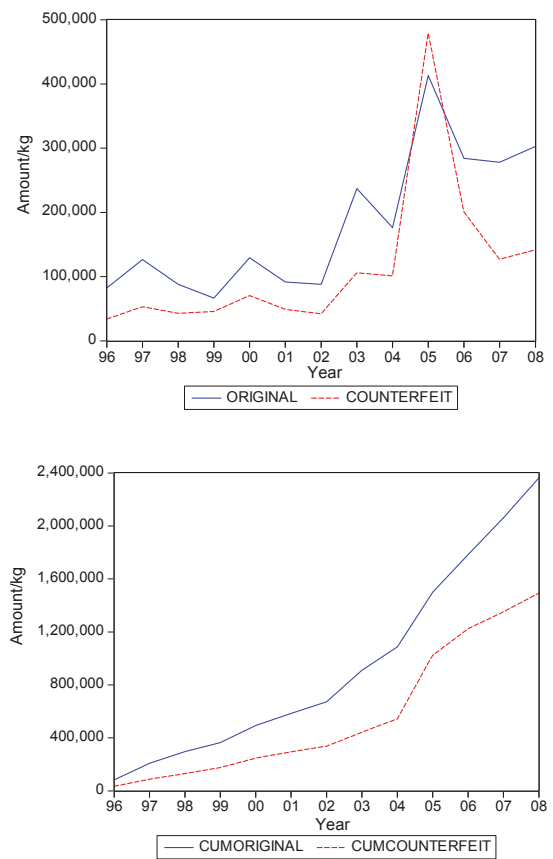 500,000
400,000
300,000
200,000
100,000
0
Amount/kg
96 97 98 99 00 01 02 03 04 05 06 07 08
Year
ORIGINAL COUNTERFEIT
2,400,000
2,000,000
1,600,000
1,200,000
800,000
400,000
0
Amount/kg
96 97 98 99 00 01 02 03 04 05 06 07 08
Year
CUMORIGINAL CUMCOUNTERFEIT